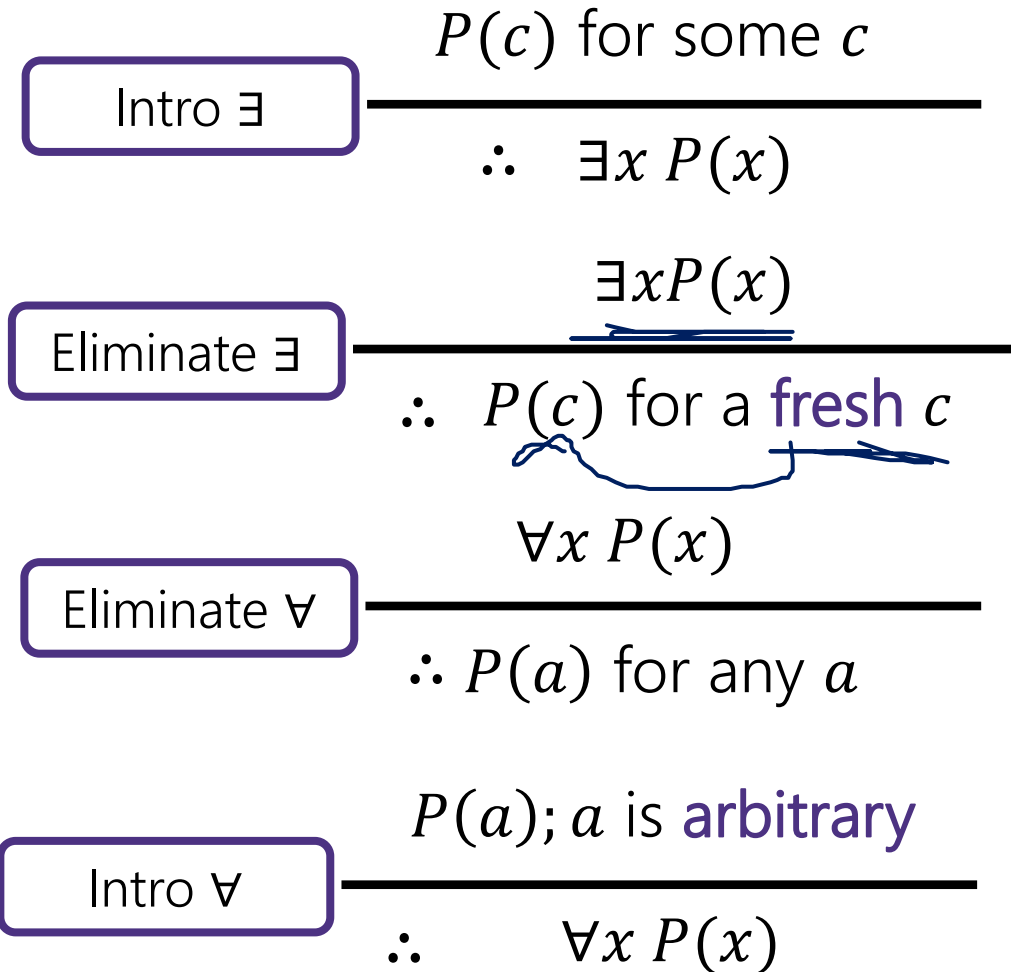 P(c) for some c
Intro ∃
∴ ∃x P(x)
∃xP(x)
Eliminate ∃
∴ P(c) for a fresh c
∀x P(x)
Eliminate ∀
∴ P(a) for any a
P(a); a is arbitrary
Intro ∀
∴ ∀x P(x)